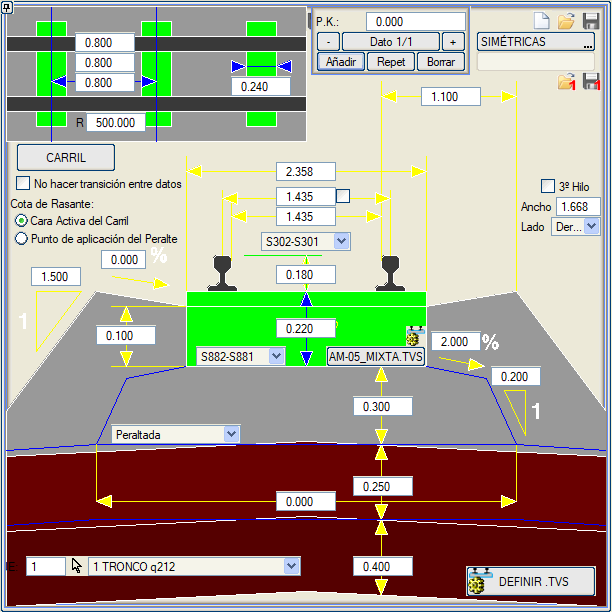 0.800
0.800
0.800
0.240
R 500.000
P.K.: 0.000
- Dato 1/1 +
Añadir Repet Borrar
SIMÉTRICAS ...
1 1
1.100
CARRIL
No hacer transición entre datos
Cota de Rasante:
Cara Activa del Carril
Punto de aplicación del Peralte
2.358
1.435
1.435
S302-S301
3º Hilo
Ancho 1.668
Lado Der...
0.000 %
1.500
1
0.180
0.100
0.220
S882-S881
AM-05_MIXTA.TVS
2.000 %
0.200
1
0.300
Peraltada
0.250
0.000
1
1 TRONCO q212
0.400
DEFINIR .TVS